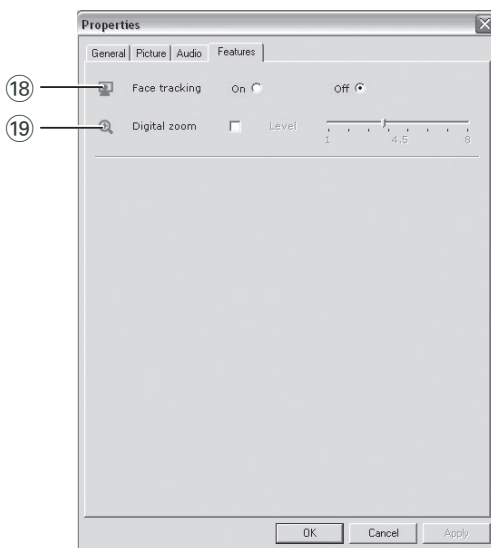 Properties
General Picture Audio Features
⑱ Face tracking On Off
⑲ Digital zoom Level
1 4.5 8
OK Cancel Apply